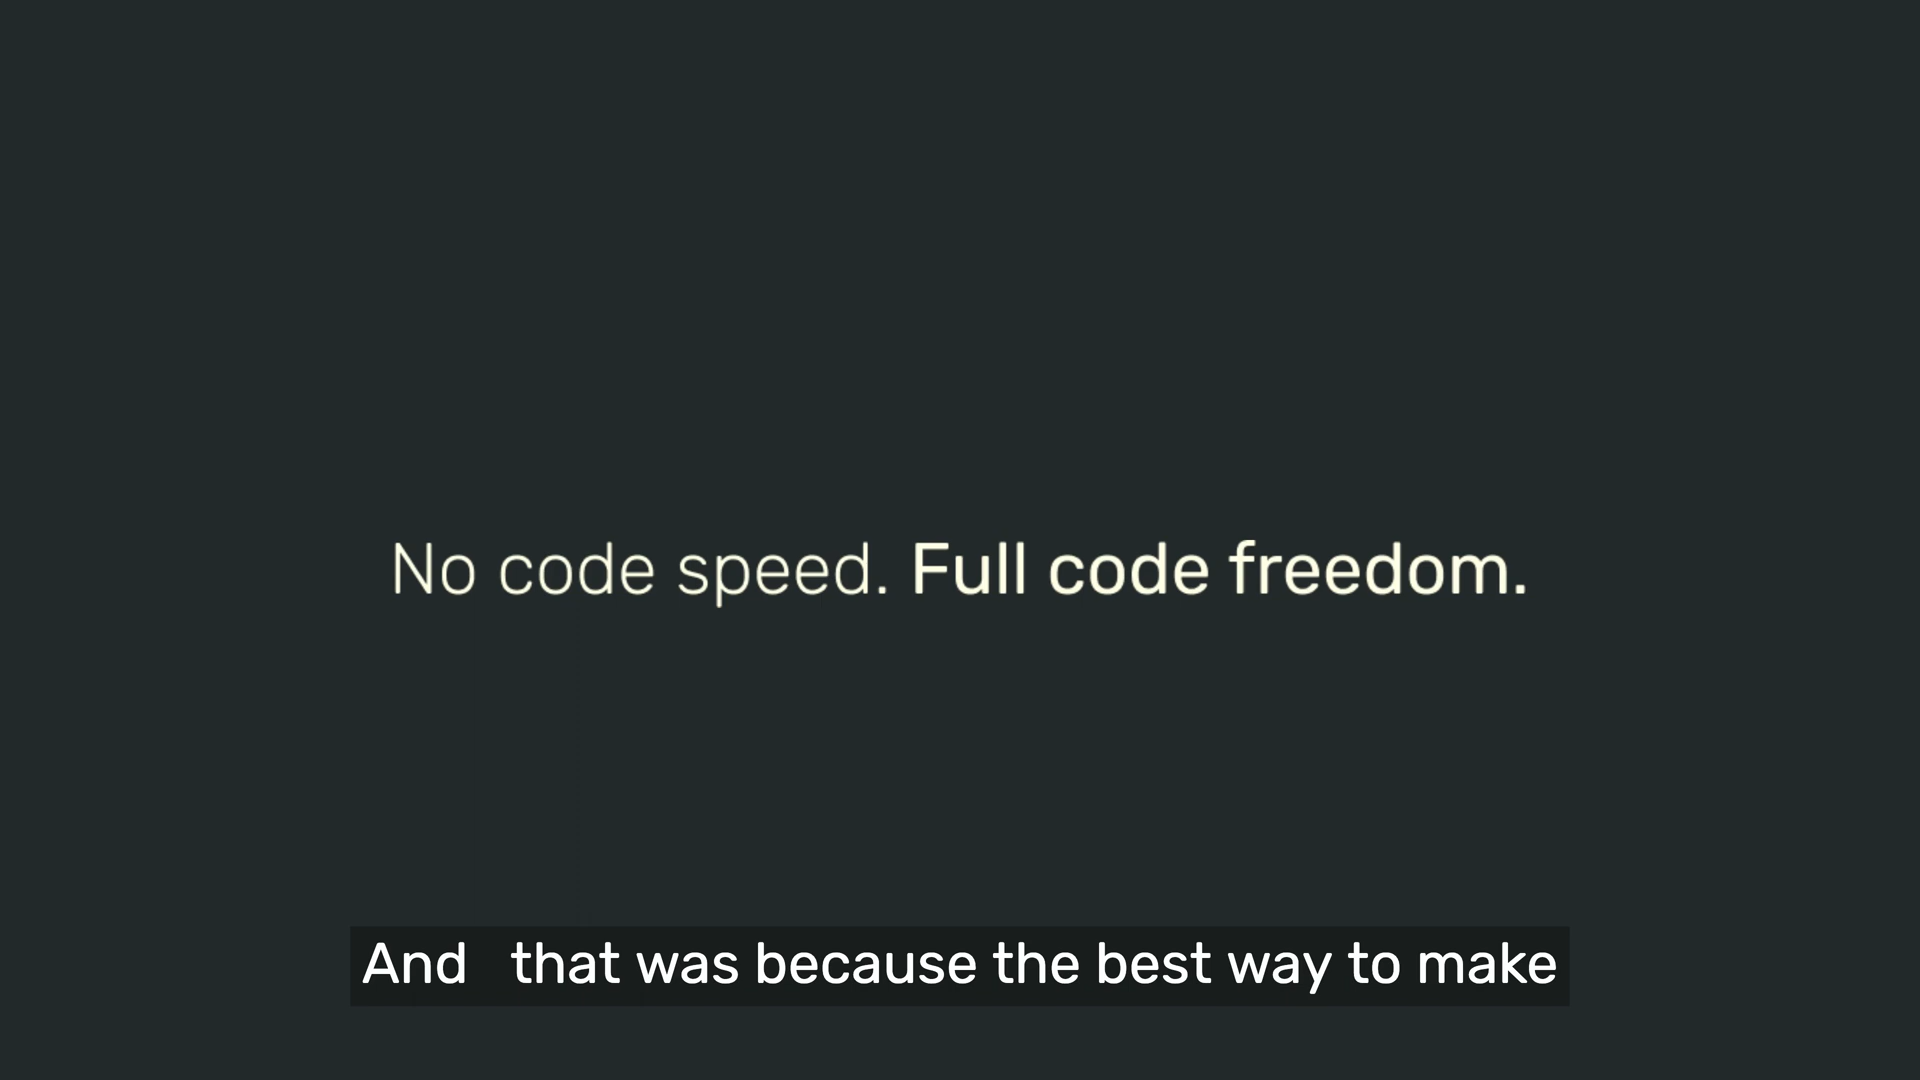 No code speed. Full code freedom.
And that was because the best way to make